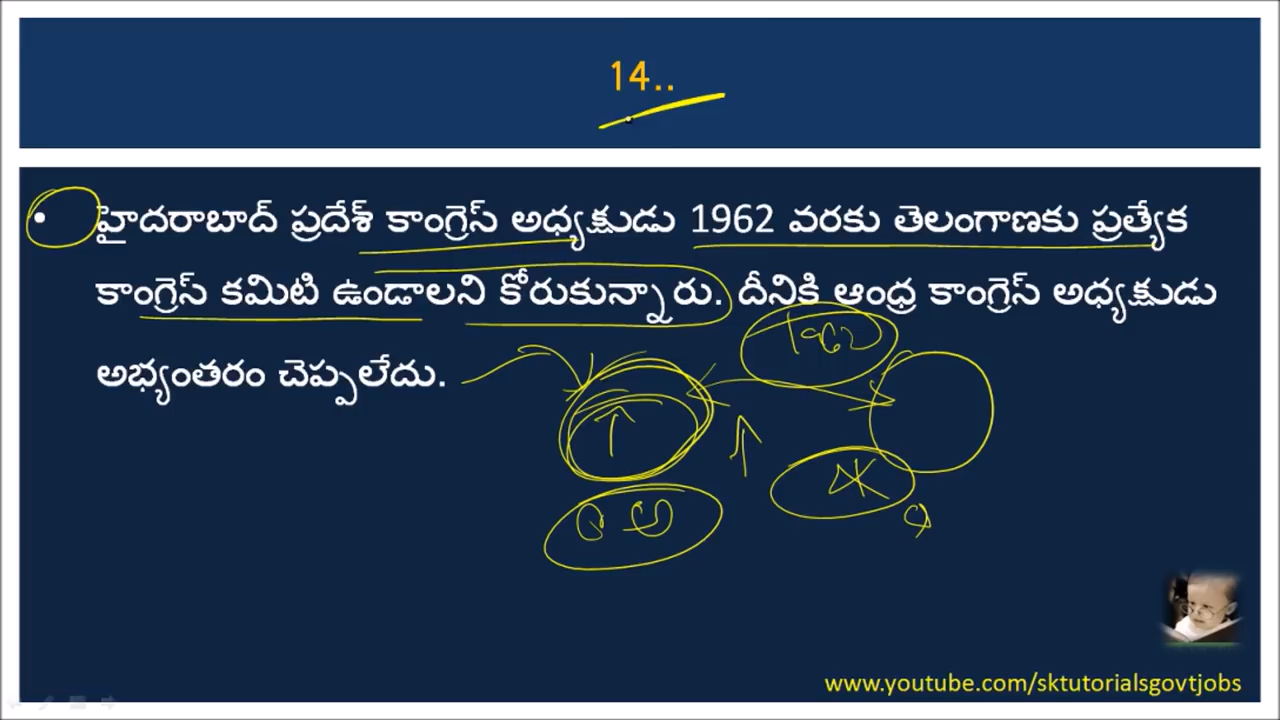 14..
• హైదరాబాద్ ప్రదేశ్ కాంగ్రెస్ అధ్యక్షుడు 1962 వరకు తెలంగాణకు ప్రత్యేక
కాంగ్రెస్ కమిటి ఉండాలని కోరుకున్నారు. దీనికి ఆంధ్ర కాంగ్రెస్ అధ్యక్షుడు
అభ్యంతరం చెప్పలేదు.
1962
www.youtube.com/sktutorialsgovtjobs